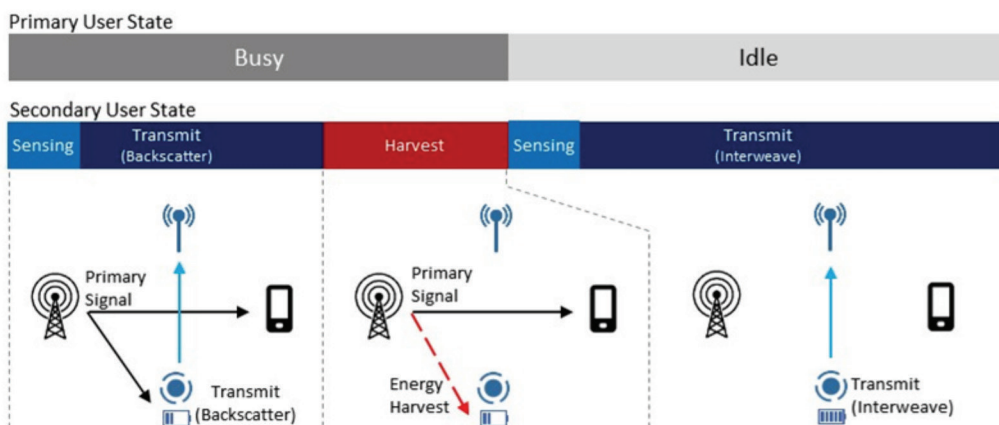 Primary User State
Busy
Idle
Secondary User State
Sensing
Transmit
(Backscatter)
Harvest
Sensing
Transmit
(Interweave)
Primary
Signal
Transmit
(Backscatter)
Primary
Signal
Energy
Harvest
Transmit
(Interweave)